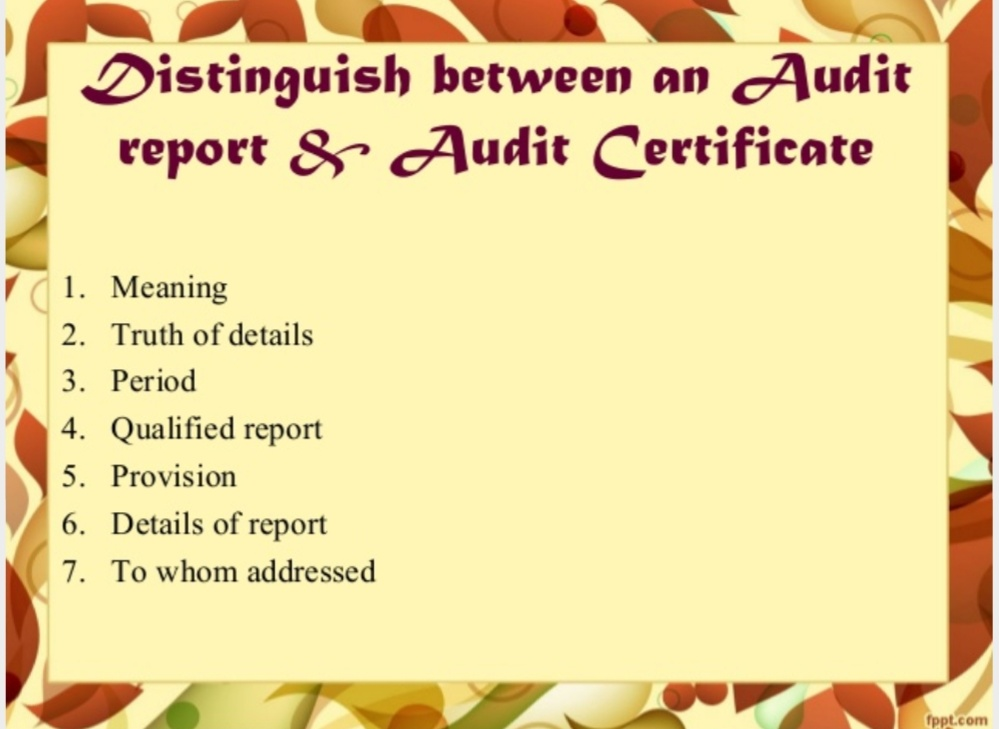 Distinguish between an Audit
report & Audit Certificate
1. Meaning
2. Truth of details
3. Period
4. Qualified report
5. Provision
6. Details of report
7. To whom addressed
fppt.com